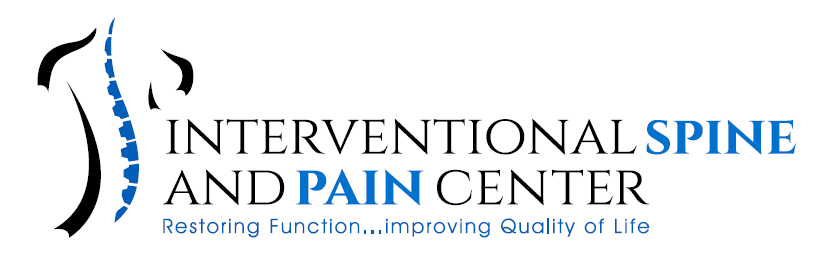 INTERVENTIONAL SPINE
AND PAIN CENTER
Restoring Function...improving Quality of Life